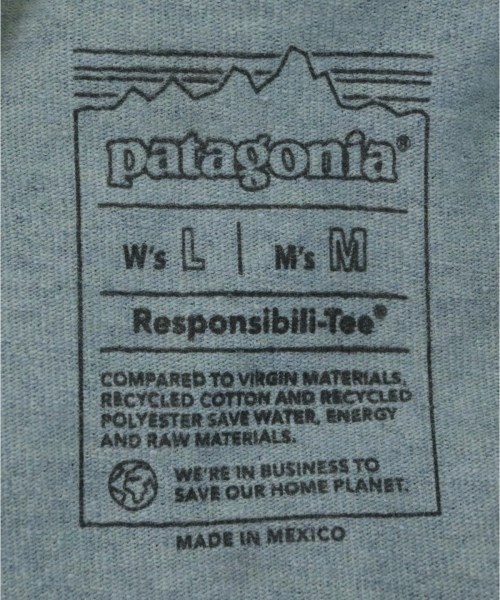 patagonia®
W's L | M's M
Responsibili-Tee®
COMPARED TO VIRGIN MATERIALS,
RECYCLED COTTON AND RECYCLED
POLYESTER SAVE WATER, ENERGY
AND RAW MATERIALS.
WE'RE IN BUSINESS TO
SAVE OUR HOME PLANET.
MADE IN MEXICO